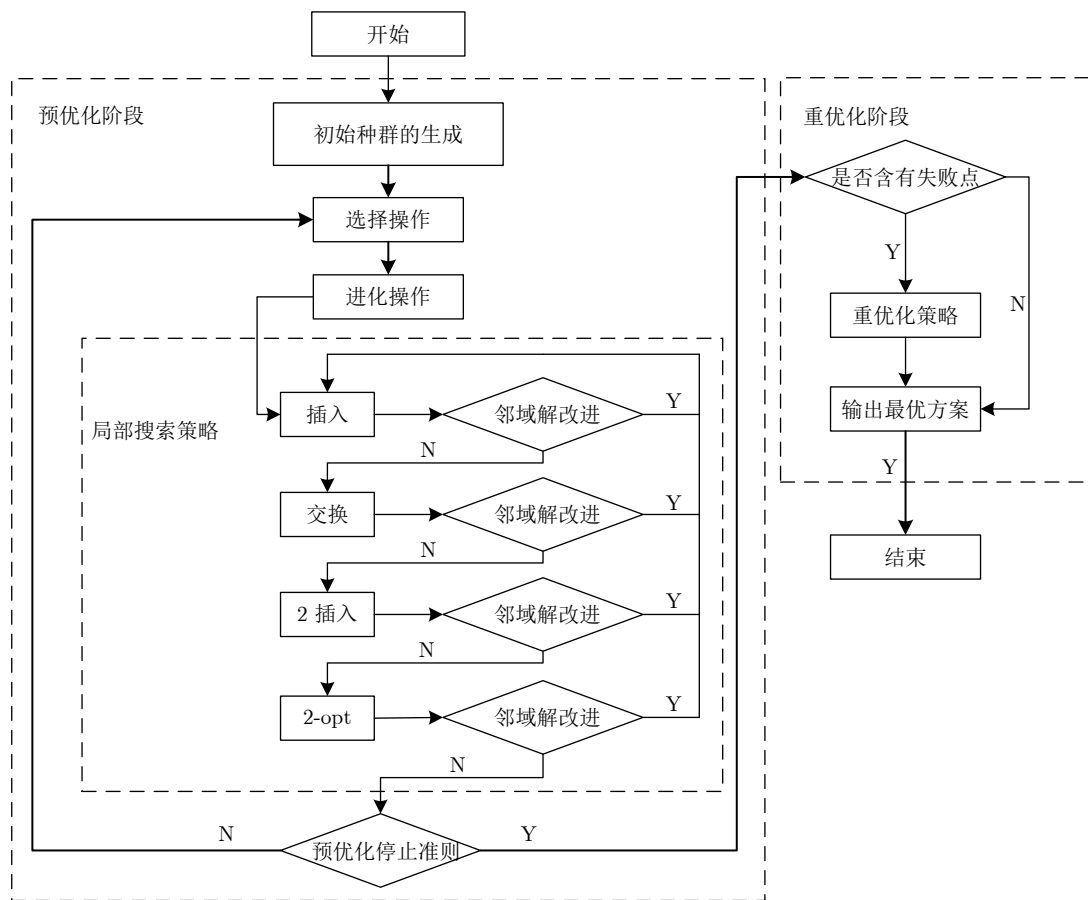 开始
预优化阶段
初始种群的生成
选择操作
进化操作
局部搜索策略
插入
邻域解改进
Y
N
交换
邻域解改进
Y
N
2 插入
邻域解改进
Y
N
2-opt
邻域解改进
Y
N
预优化停止准则
N
Y
重优化阶段
是否含有失败点
Y
N
重优化策略
输出最优方案
Y
结束